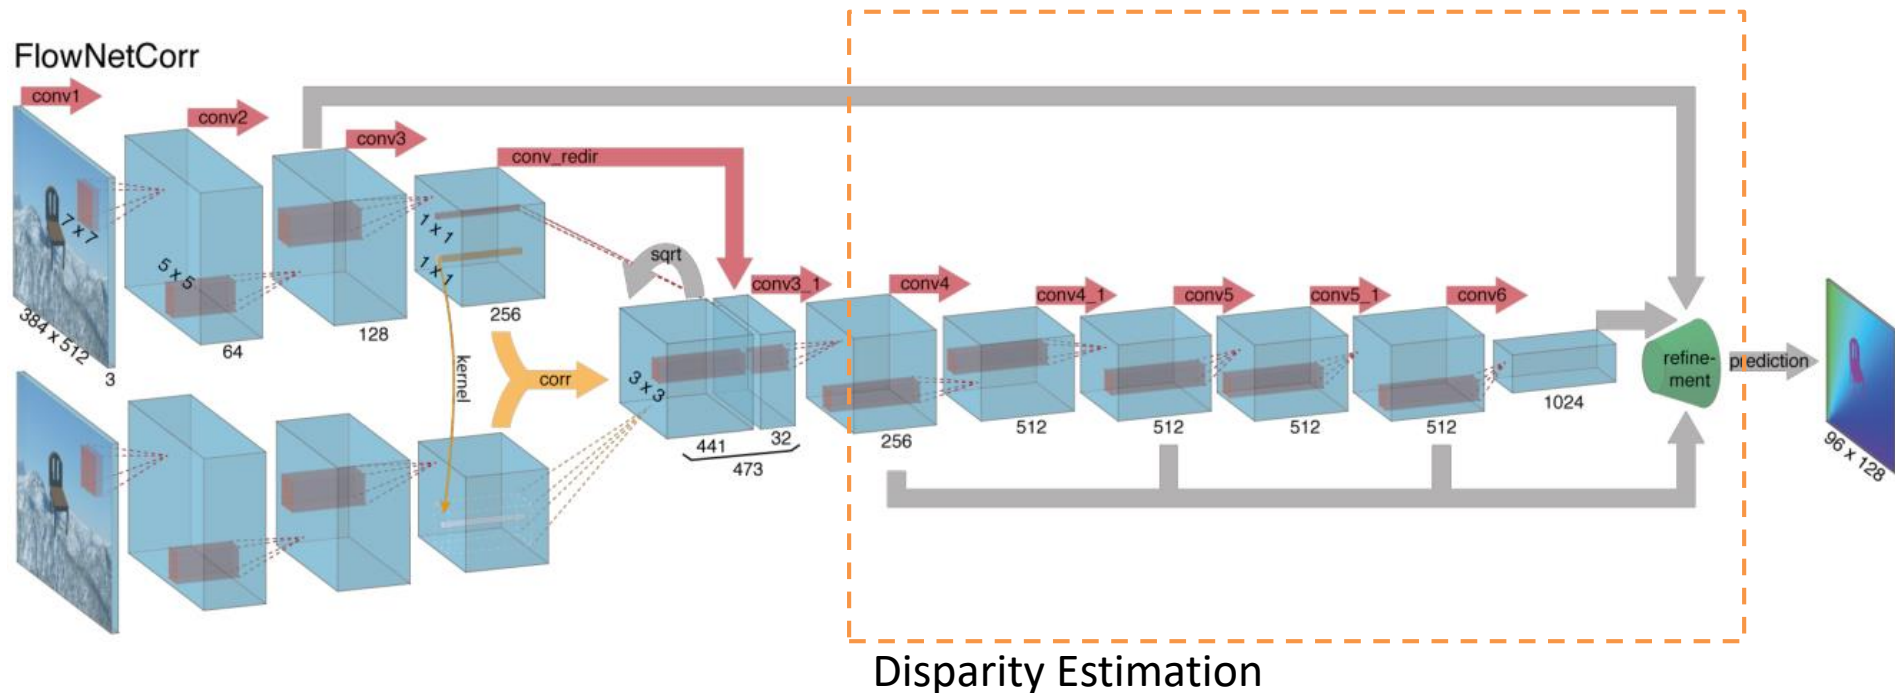 FlowNetCorr
conv1
conv2
conv3
conv_redir
sqrt
conv3_1
conv4
conv4_1
conv5
conv5_1
conv6
7 x 7
5 x 5
1 x 1
1 x 1
384 x 512
3
64
128
256
kernel
corr
3 x 3
441
32
473
256
512
512
512
512
1024
refine-
ment
prediction
96 x 128
Disparity Estimation